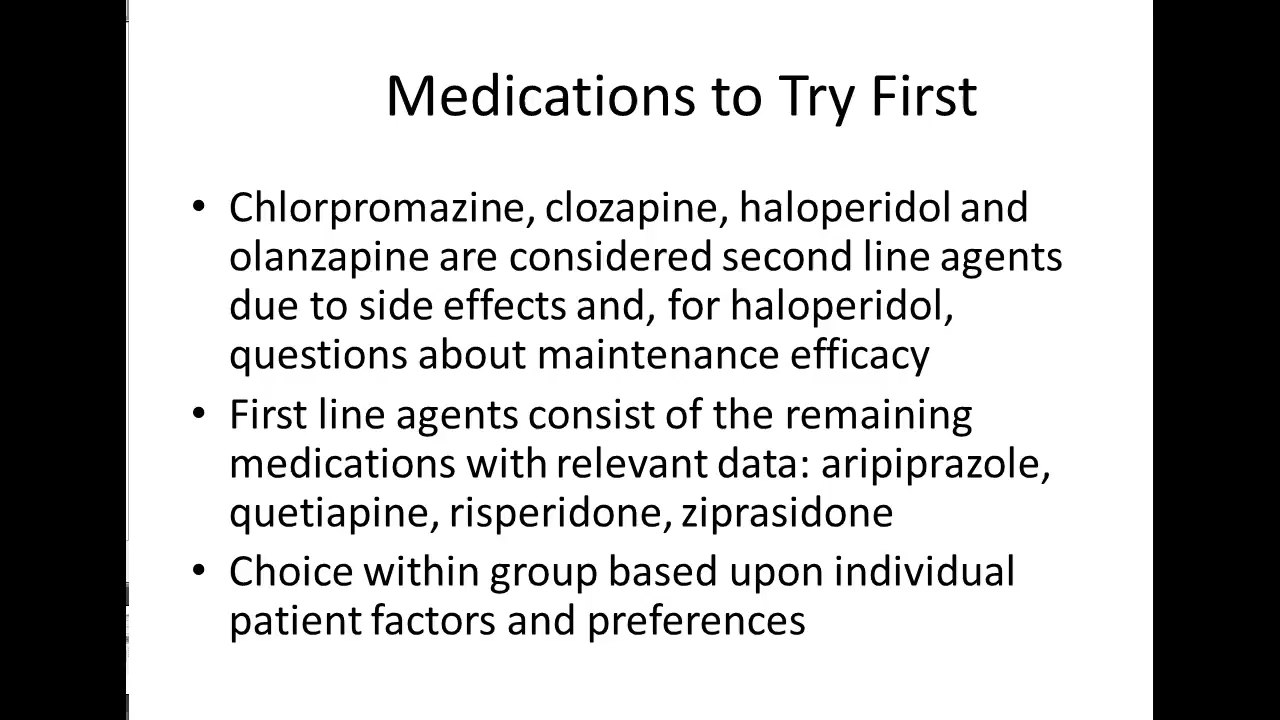 Medications to Try First
• Chlorpromazine, clozapine, haloperidol and
olanzapine are considered second line agents
due to side effects and, for haloperidol,
questions about maintenance efficacy
• First line agents consist of the remaining
medications with relevant data: aripiprazole,
quetiapine, risperidone, ziprasidone
• Choice within group based upon individual
patient factors and preferences